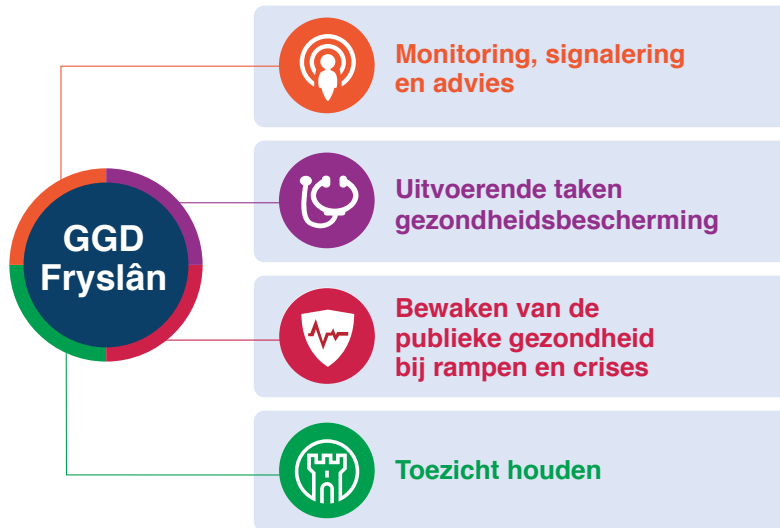 GGD
Fryslân
Monitoring, signalering
en advies
Uitvoerende taken
gezondheidsbescherming
Bewaken van de
publieke gezondheid
bij rampen en crises
Toezicht houden